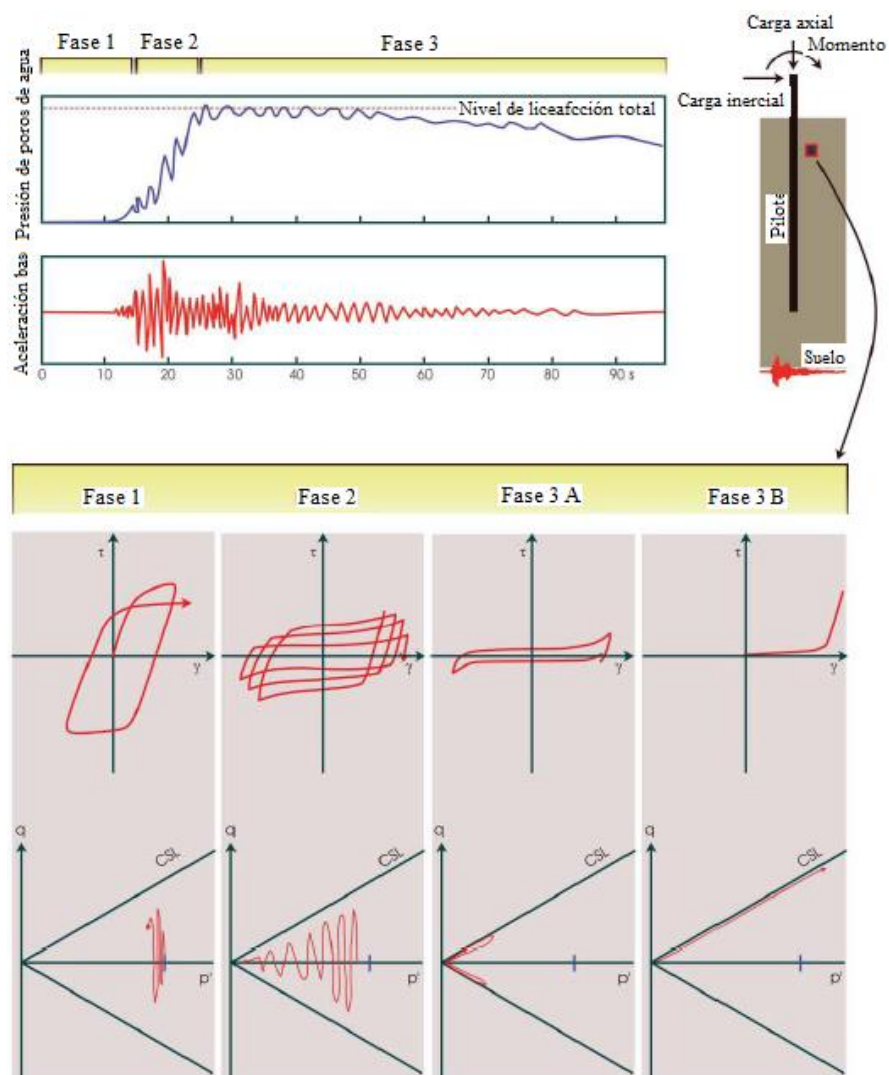 Fase 1
Fase 2
Fase 3
Presión de poros de agua
Nivel de liceafcción total
Aceleración bas
0
10
20
30
40
50
60
70
80
90 s
Carga axial
Momento
Carga inercial
Pilote
Suelo
Fase 1
Fase 2
Fase 3 A
Fase 3 B
τ
γ
τ
γ
τ
γ
τ
γ
q
CSL
p'
q
CSL
p'
q
CSL
p'
q
CSL
p'